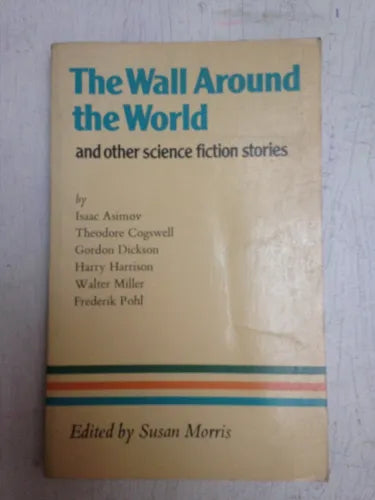 The Wall Around
the World
and other science fiction stories
by
Isaac Asimov
Theodore Cogswell
Gordon Dickson
Harry Harrison
Walter Miller
Frederik Pohl
Edited by Susan Morris